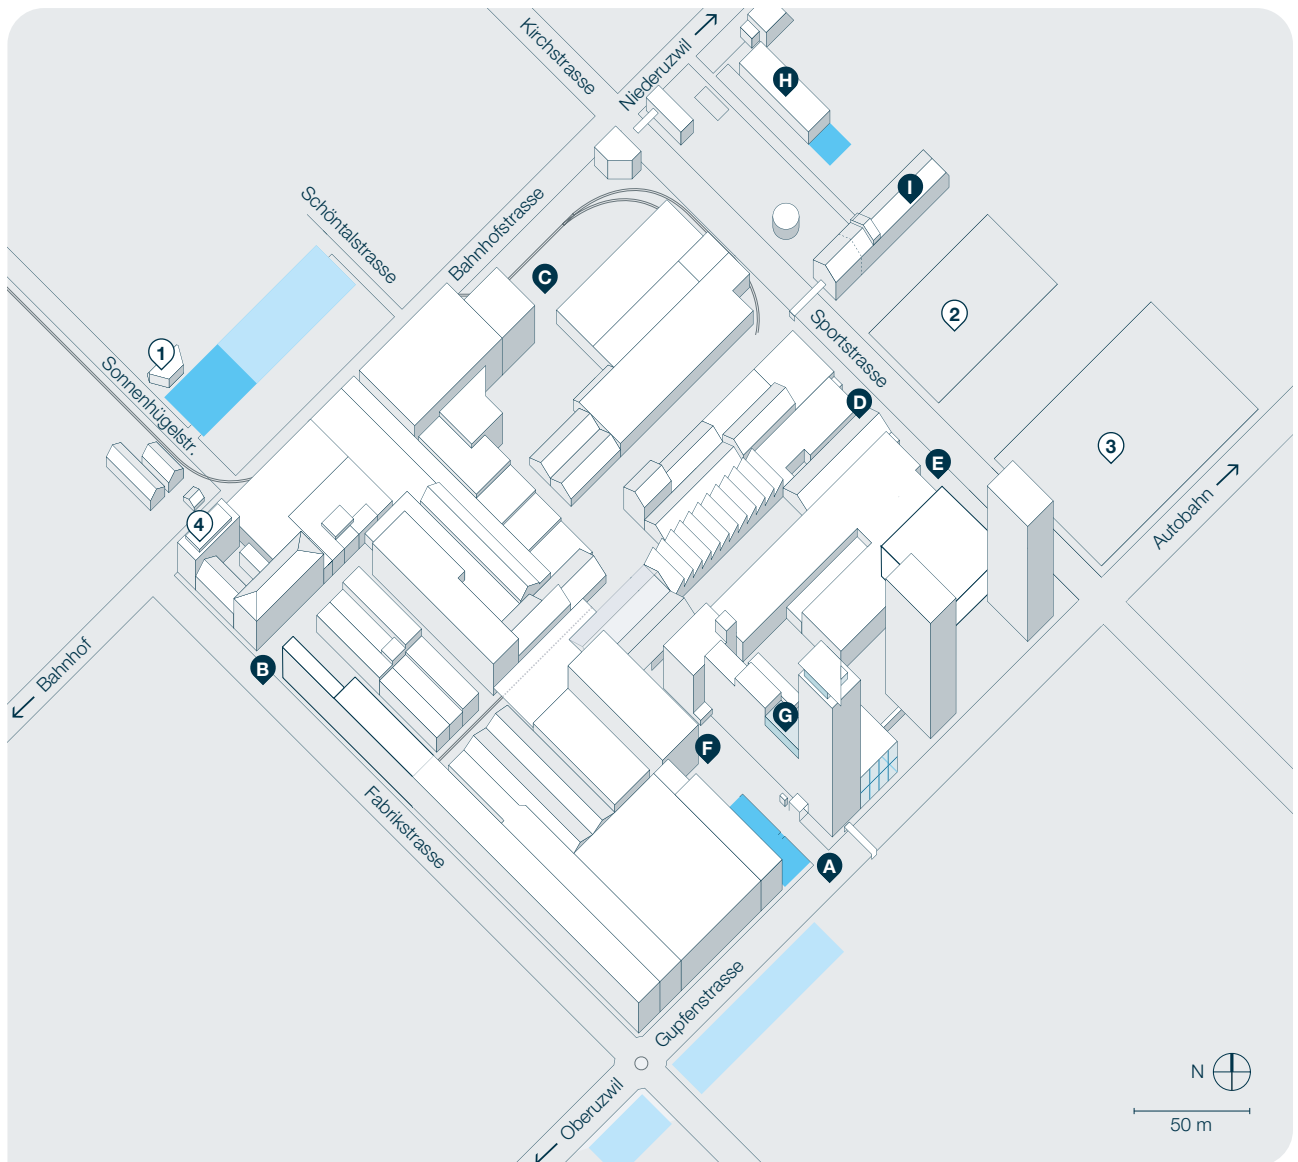 Kirchstrasse
Niederuzwil
H
Schöntalstrasse
Bahnhofstrasse
I
C
2
1
Sonnenhügelstr.
Sportstrasse
D
3
E
Autobahn
4
Bahnhof
B
G
F
Fabrikstrasse
A
Gupfenstrasse
Oberuzwil
N
50 m